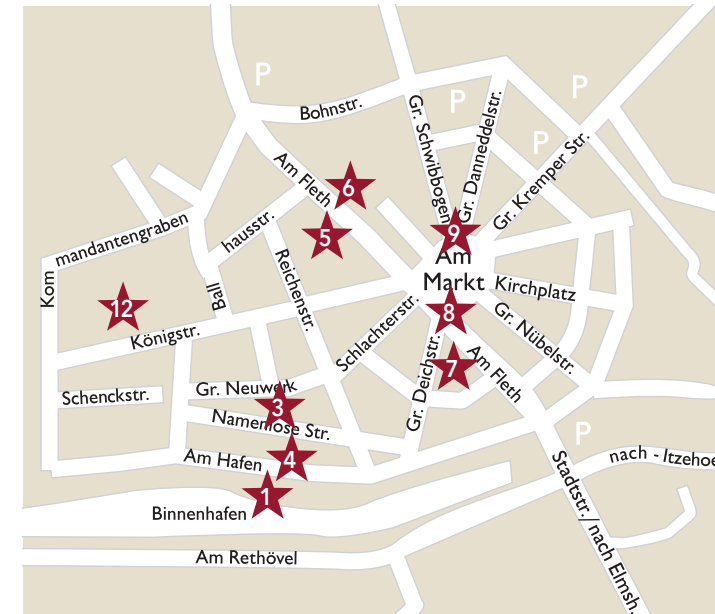 P
P
P
P
Bohnstr.
Gr. Schwibbogen
Gr. Danneddelstr.
Gr. Kremper Str.
Am Fleth
6
5
9
Am
Markt
Kom
mandantengraben
Ball
hausstr.
Reichenstr.
12
Königstr.
Kirchplatz
8
Gr. Nübelstr.
Schlachterstr.
7
Am Fleth
Gr. Deichstr.
Schenckstr.
Gr. Neuwerk
3
Namenlose Str.
Am Hafen
4
1
Binnenhafen
Am Rethövel
P
nach - Itzehoe
Stadtstr./ nach Elmsh.